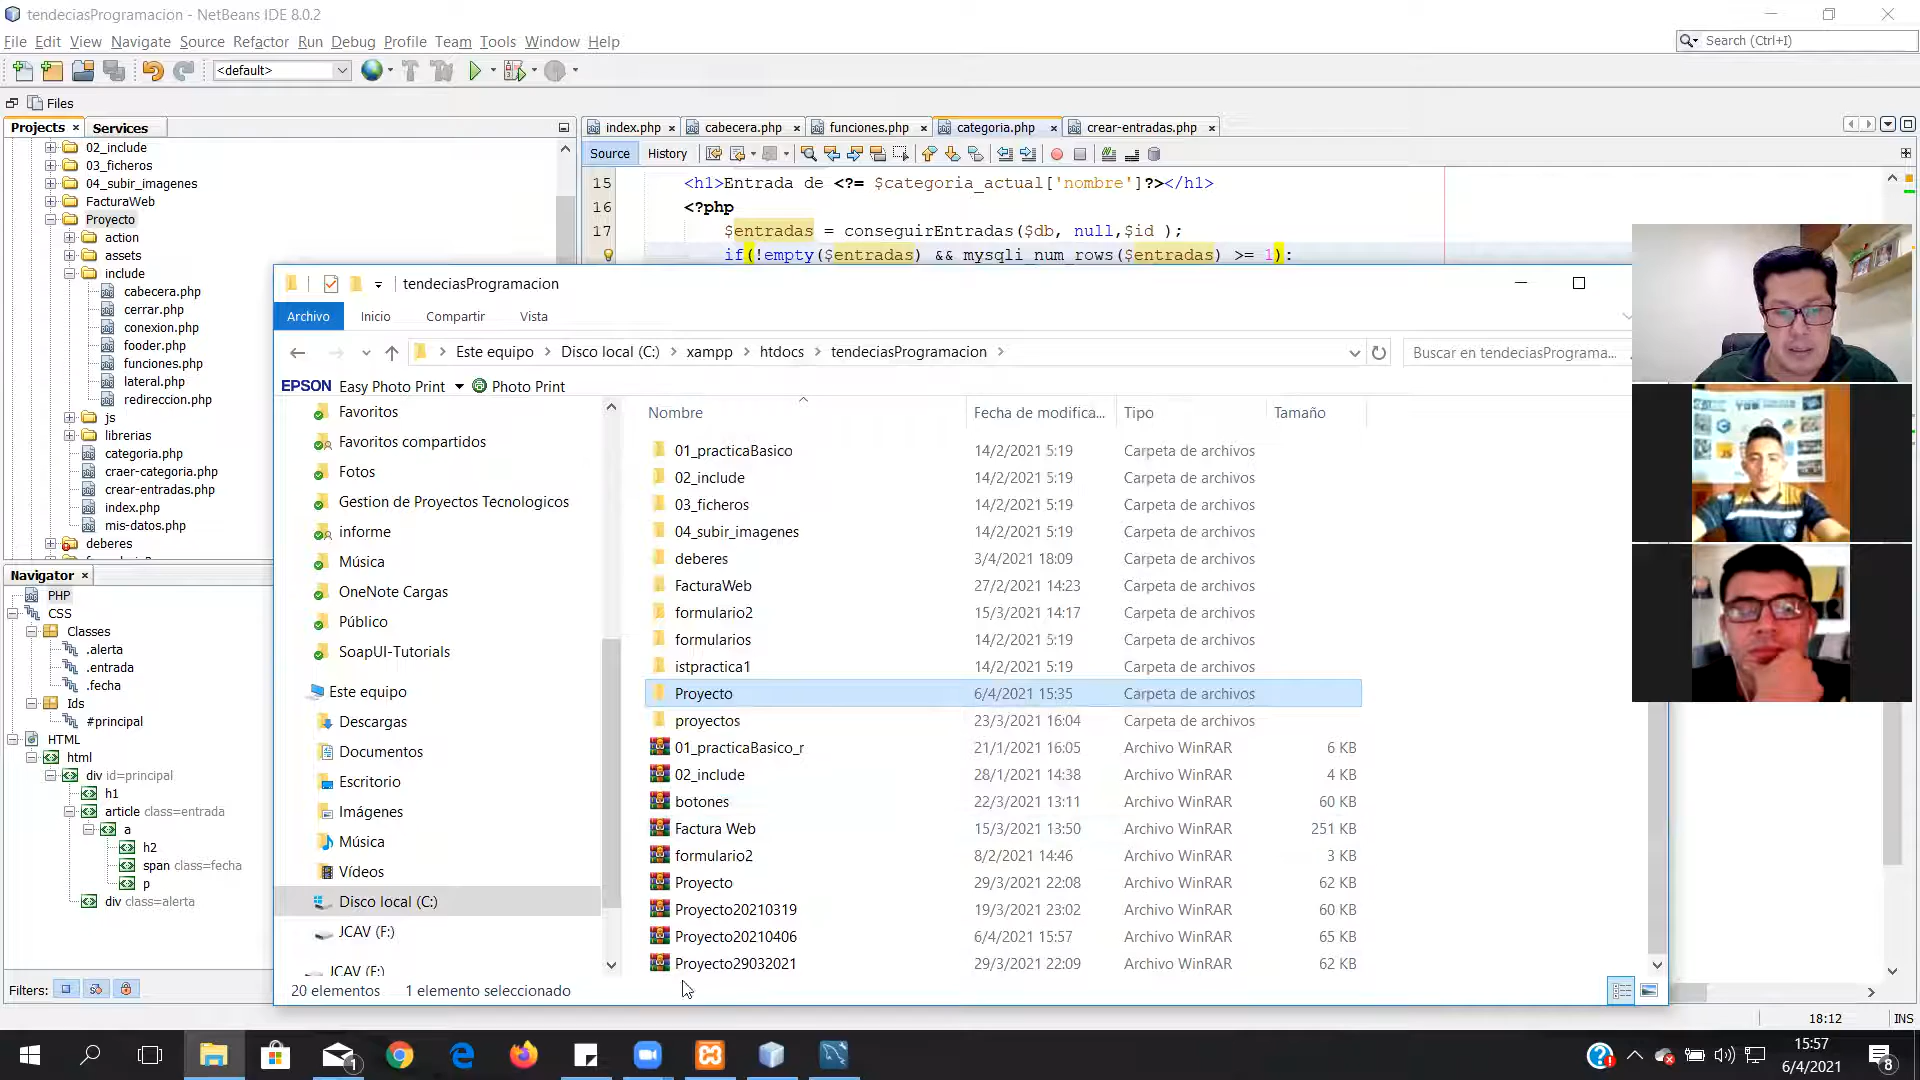 tendeciasProgramacion - NetBeans IDE 8.0.2
File Edit View Navigate Source Refactor Run Debug Profile Team Tools Window Help
Search (Ctrl+I)
<default>
Files
Projects Services
02_include
03_ficheros
04_subir_imagenes
FacturaWeb
Proyecto
action
assets
include
cabecera.php
cerrar.php
conexion.php
fooder.php
funciones.php
lateral.php
redireccion.php
js
librerias
categoria.php
craer-categoria.php
crear-entradas.php
index.php
mis-datos.php
deberes
Navigator
PHP
CSS
Classes
.alerta
.entrada
.fecha
Ids
#principal
HTML
html
div id=principal
h1
article class=entrada
a
h2
span class=fecha
p
div class=alerta
Filters:
index.php cabecera.php funciones.php categoria.php crear-entradas.php
Source History
15 <h1>Entrada de <?= $categoria_actual['nombre']?></h1>
16 <?php
17 $entradas = conseguirEntradas($db, null,$id );
if(!empty($entradas) && mysqli_num_rows($entradas) >= 1):
tendeciasProgramacion
Archivo Inicio Compartir Vista
Este equipo Disco local (C:) xampp htdocs tendeciasProgramacion
Buscar en tendeciasPrograma...
EPSON Easy Photo Print Photo Print
Favoritos
Favoritos compartidos
Fotos
Gestion de Proyectos Tecnologicos
informe
Música
OneNote Cargas
Público
SoapUI-Tutorials
Este equipo
Descargas
Documentos
Escritorio
Imágenes
Música
Vídeos
Disco local (C:)
JCAV (F:)
JCAV (F:)
Nombre Fecha de modifica... Tipo Tamaño
01_practicaBasico 14/2/2021 5:19 Carpeta de archivos
02_include 14/2/2021 5:19 Carpeta de archivos
03_ficheros 14/2/2021 5:19 Carpeta de archivos
04_subir_imagenes 14/2/2021 5:19 Carpeta de archivos
deberes 3/4/2021 18:09 Carpeta de archivos
FacturaWeb 27/2/2021 14:23 Carpeta de archivos
formulario2 15/3/2021 14:17 Carpeta de archivos
formularios 14/2/2021 5:19 Carpeta de archivos
istpractica1 14/2/2021 5:19 Carpeta de archivos
Proyecto 6/4/2021 15:35 Carpeta de archivos
proyectos 23/3/2021 16:04 Carpeta de archivos
01_practicaBasico_r 21/1/2021 16:05 Archivo WinRAR 6 KB
02_include 28/1/2021 14:38 Archivo WinRAR 4 KB
botones 22/3/2021 13:11 Archivo WinRAR 60 KB
Factura Web 15/3/2021 13:50 Archivo WinRAR 251 KB
formulario2 8/2/2021 14:46 Archivo WinRAR 3 KB
Proyecto 29/3/2021 22:08 Archivo WinRAR 62 KB
Proyecto20210319 19/3/2021 23:02 Archivo WinRAR 60 KB
Proyecto20210406 6/4/2021 15:57 Archivo WinRAR 65 KB
Proyecto29032021 29/3/2021 22:09 Archivo WinRAR 62 KB
20 elementos 1 elemento seleccionado
18:12 INS
1
15:57
6/4/2021
8